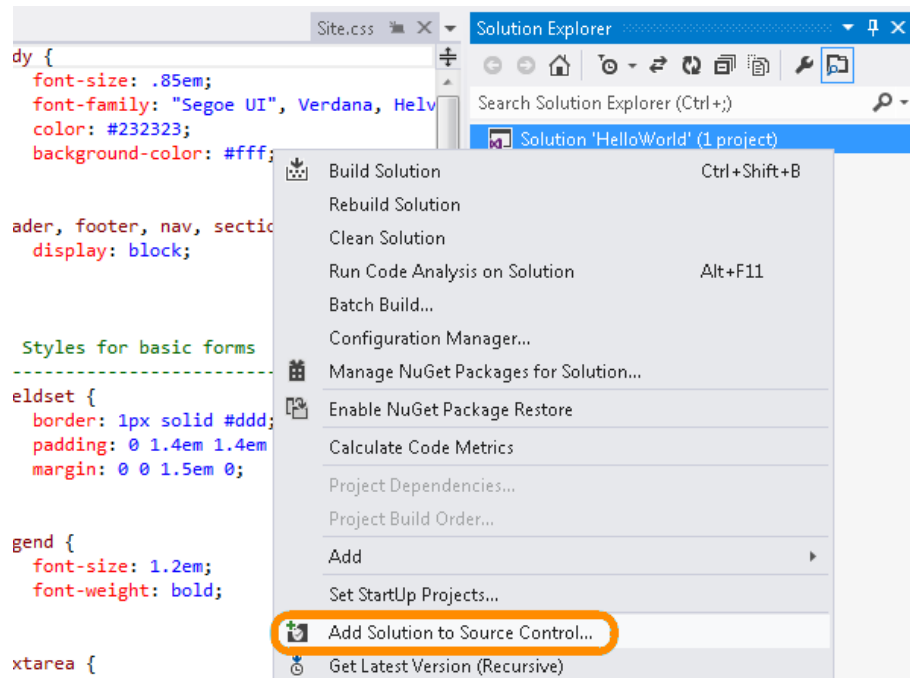 Site.css
Solution Explorer
dy {
font-size: .85em;
font-family: "Segoe UI", Verdana, Helv
color: #232323;
background-color: #fff;
ader, footer, nav, sectio
display: block;
Styles for basic forms
-------------------------
eldset {
border: 1px solid #ddd;
padding: 0 1.4em 1.4em
margin: 0 0 1.5em 0;
gend {
font-size: 1.2em;
font-weight: bold;
xtarea {
Search Solution Explorer (Ctrl+;)
Solution 'HelloWorld' (1 project)
Build Solution Ctrl+Shift+B
Rebuild Solution
Clean Solution
Run Code Analysis on Solution Alt+F11
Batch Build...
Configuration Manager...
Manage NuGet Packages for Solution...
Enable NuGet Package Restore
Calculate Code Metrics
Project Dependencies...
Project Build Order...
Add
Set StartUp Projects...
Add Solution to Source Control...
Get Latest Version (Recursive)